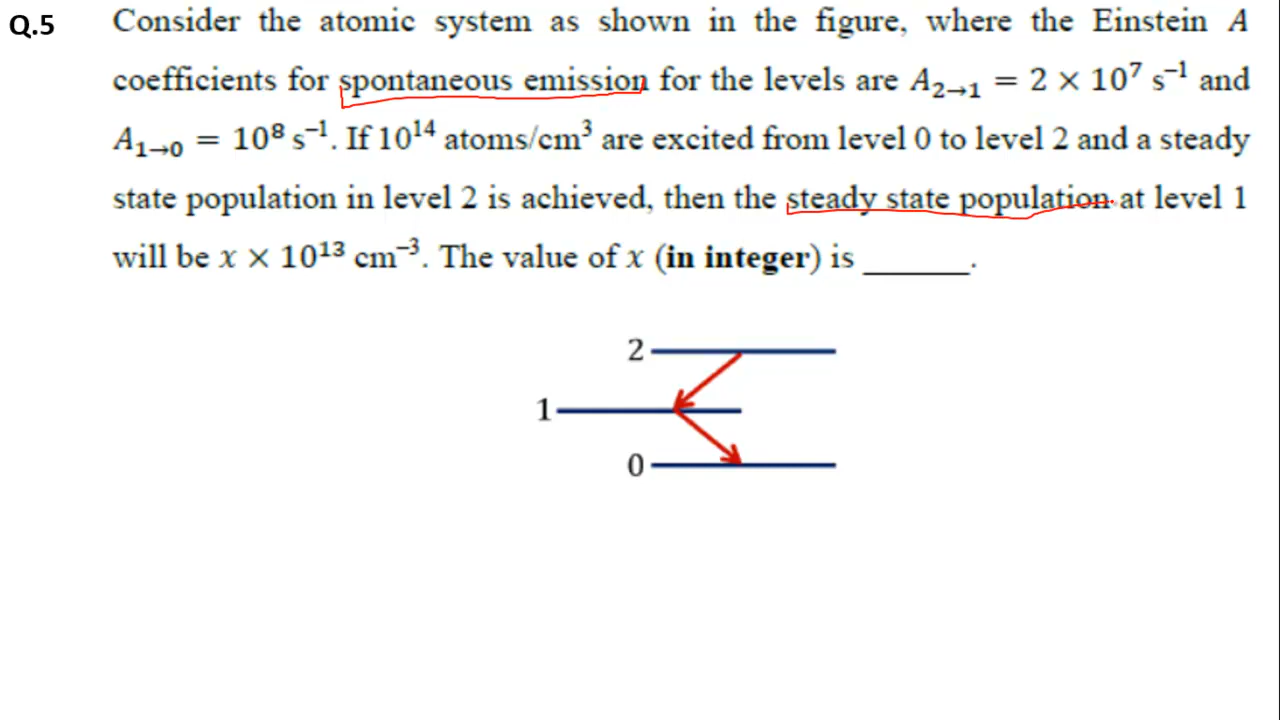 Q.5 Consider the atomic system as shown in the figure, where the Einstein A
coefficients for spontaneous emission for the levels are A₂→₁ = 2 × 10⁷ s⁻¹ and
A₁→₀ = 10⁸ s⁻¹. If 10¹⁴ atoms/cm³ are excited from level 0 to level 2 and a steady
state population in level 2 is achieved, then the steady state population at level 1
will be x × 10¹³ cm⁻³. The value of x (in integer) is ______.
2
1
0